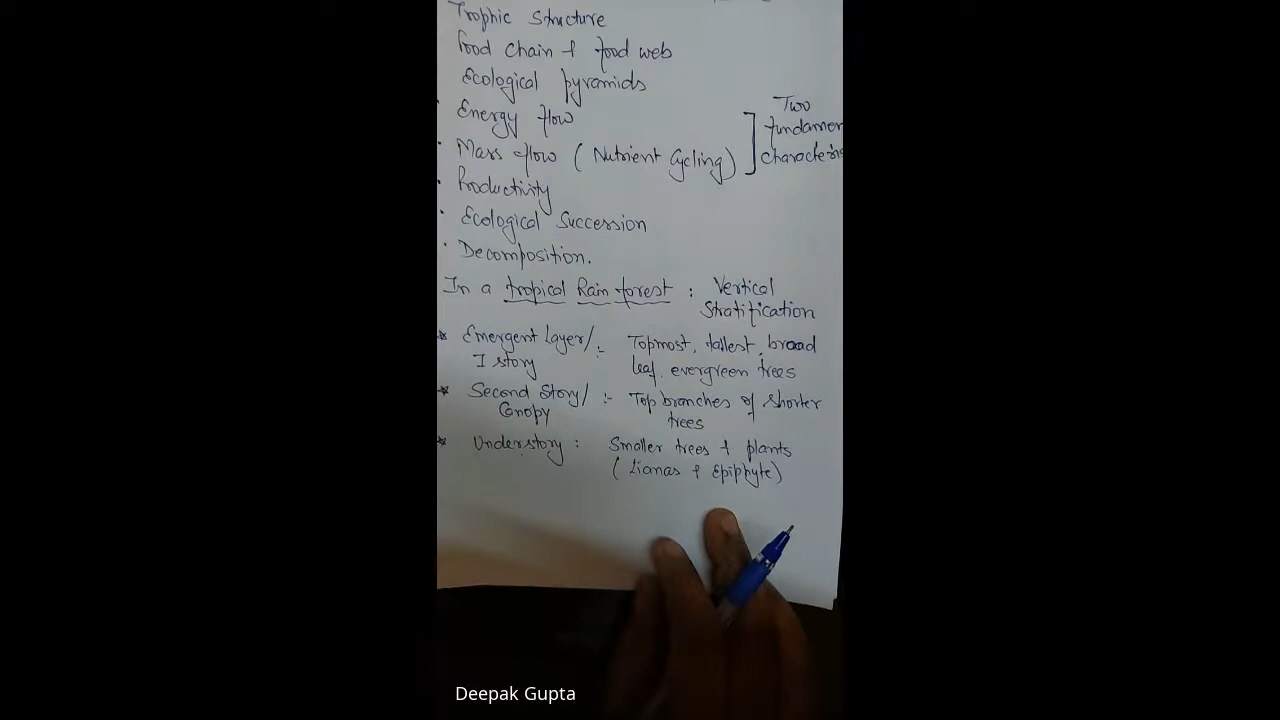 Trophic Structure
Food chain & food web
Ecological pyramids
• Energy flow
• Mass flow (Nutrient Cycling)
Two
fundamen
characteris
• Productivity
• Ecological Succession
• Decomposition.
In a tropical Rain forest : Vertical
Stratification
* Emergent Layer/ :- Topmost, tallest, broad
I story leaf, evergreen trees
* Second Story/ :- Top branches of shorter
Canopy trees
* Understory : Smaller trees & plants
(Lianas & Epiphyte)
Deepak Gupta